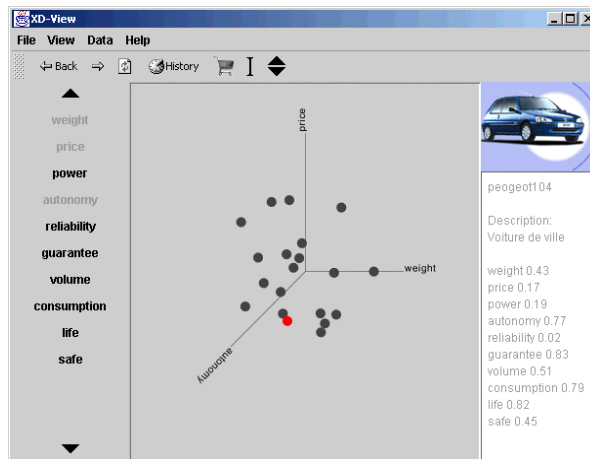 XD-View
File View Data Help
Back History
weight
price
power
autonomy
reliability
guarantee
volume
consumption
life
safe
price
weight
autonomy
peogeot104
Description:
Voiture de ville
weight 0.43
price 0.17
power 0.19
autonomy 0.77
reliability 0.02
guarantee 0.83
volume 0.51
consumption 0.79
life 0.82
safe 0.45